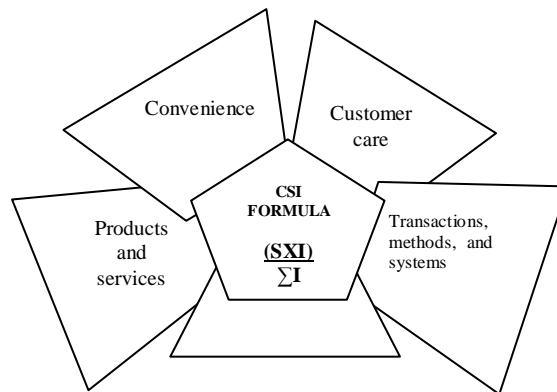 Convenience
Customer
care
CSI
FORMULA
(SXI)
∑I
Products
and
services
Transactions,
methods, and
systems